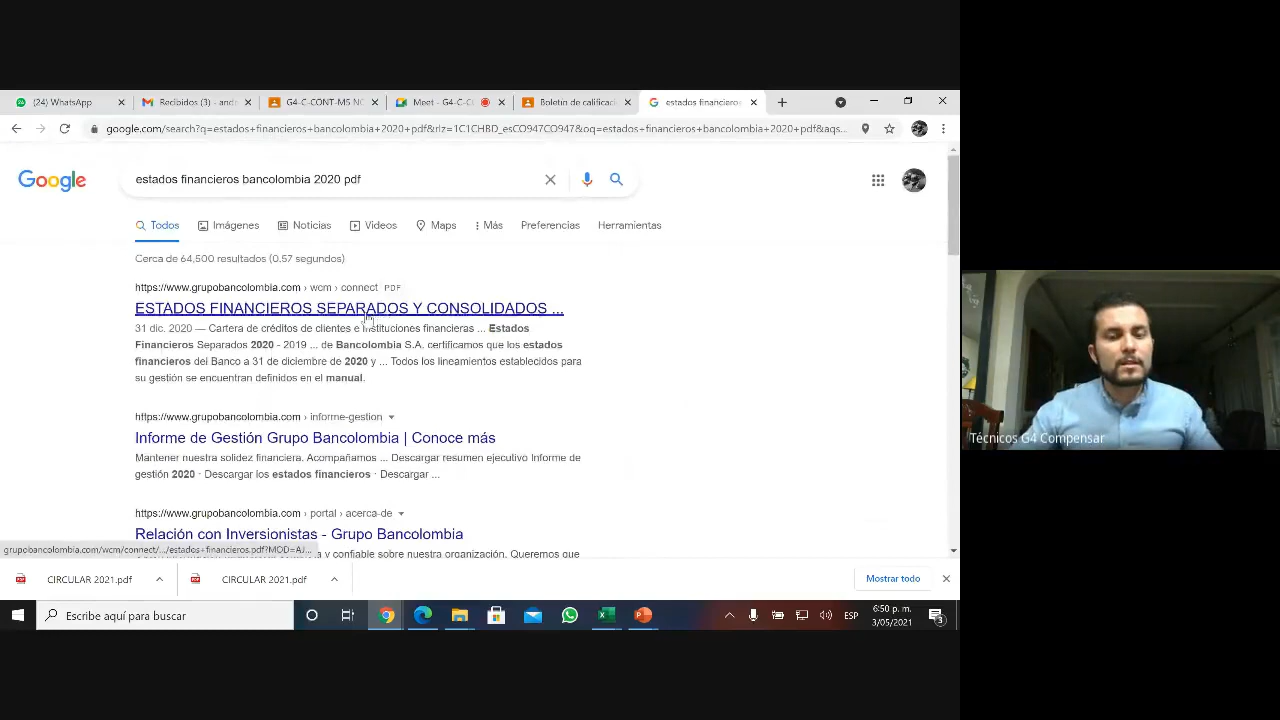 (24) WhatsApp
Recibidos (3) - andr
G4-C-CONT-M5 NO
Meet - G4-C-C
Boletín de calificac
estados financieros
google.com/search?q=estados+financieros+bancolombia+2020+pdf&rlz=1C1CHBD_esCO947CO947&oq=estados+financieros+bancolombia+2020+pdf&aqs...
Google
estados financieros bancolombia 2020 pdf
Todos
Imágenes
Noticias
Videos
Maps
Más
Preferencias
Herramientas
Cerca de 64,500 resultados (0.57 segundos)
https://www.grupobancolombia.com › wcm › connect PDF
ESTADOS FINANCIEROS SEPARADOS Y CONSOLIDADOS ...
31 dic. 2020 — Cartera de créditos de clientes e instituciones financieras ... Estados
Financieros Separados 2020 - 2019 ... de Bancolombia S.A. certificamos que los estados
financieros del Banco a 31 de diciembre de 2020 y ... Todos los lineamientos establecidos para
su gestión se encuentran definidos en el manual.
https://www.grupobancolombia.com › informe-gestion
Informe de Gestión Grupo Bancolombia | Conoce más
Mantener nuestra solidez financiera. Acompañamos ... Descargar resumen ejecutivo Informe de
gestión 2020 · Descargar los estados financieros · Descargar ...
https://www.grupobancolombia.com › portal › acerca-de
Relación con Inversionistas - Grupo Bancolombia
y confiable sobre nuestra organización. Queremos que
grupobancolombia.com/wcm/connect/.../estados+financieros.pdf?MOD=AJ...
CIRCULAR 2021.pdf
CIRCULAR 2021.pdf
Mostrar todo
Escribe aquí para buscar
ESP
6:50 p. m.
3/05/2021
3
Técnicos G4 Compensar